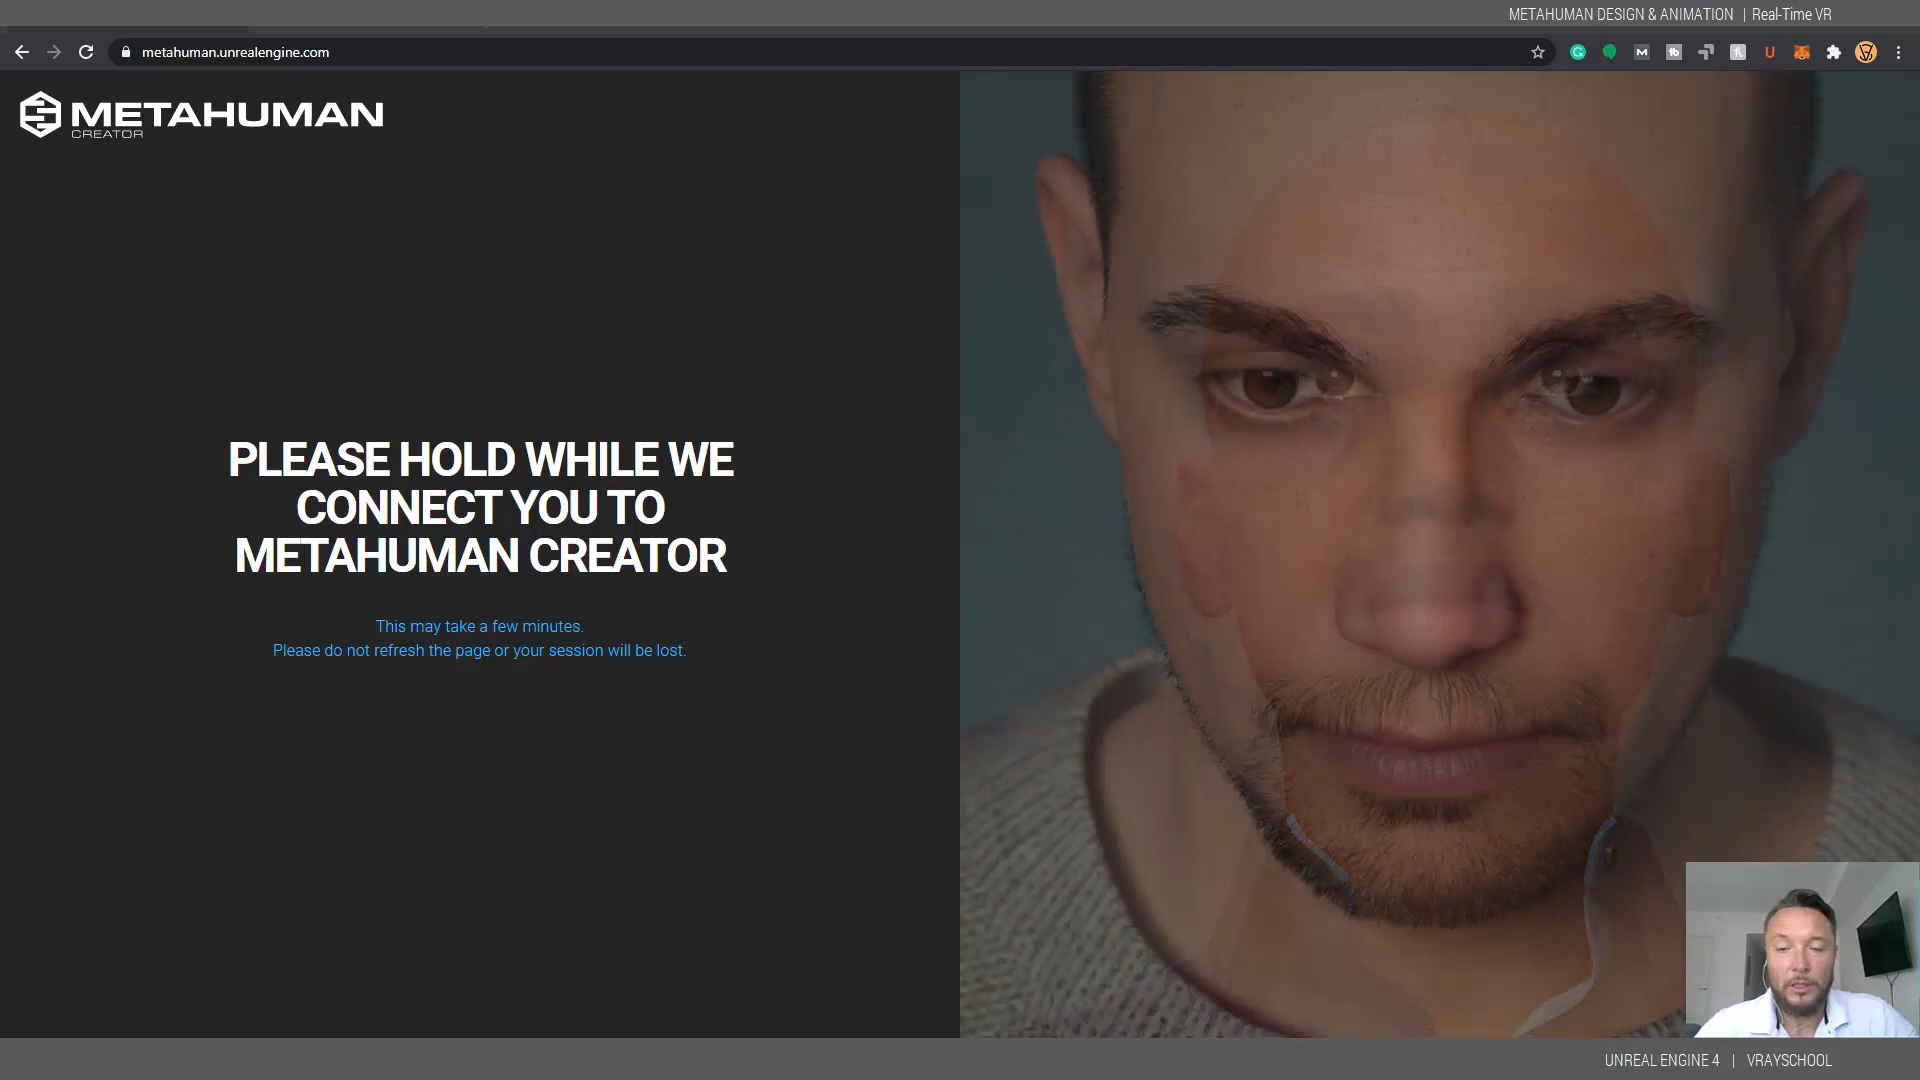 METAHUMAN DESIGN & ANIMATION | Real-Time VR
metahuman.unrealengine.com
METAHUMAN
CREATOR
PLEASE HOLD WHILE WE
CONNECT YOU TO
METAHUMAN CREATOR
This may take a few minutes.
Please do not refresh the page or your session will be lost.
UNREAL ENGINE 4 | VRAYSCHOOL